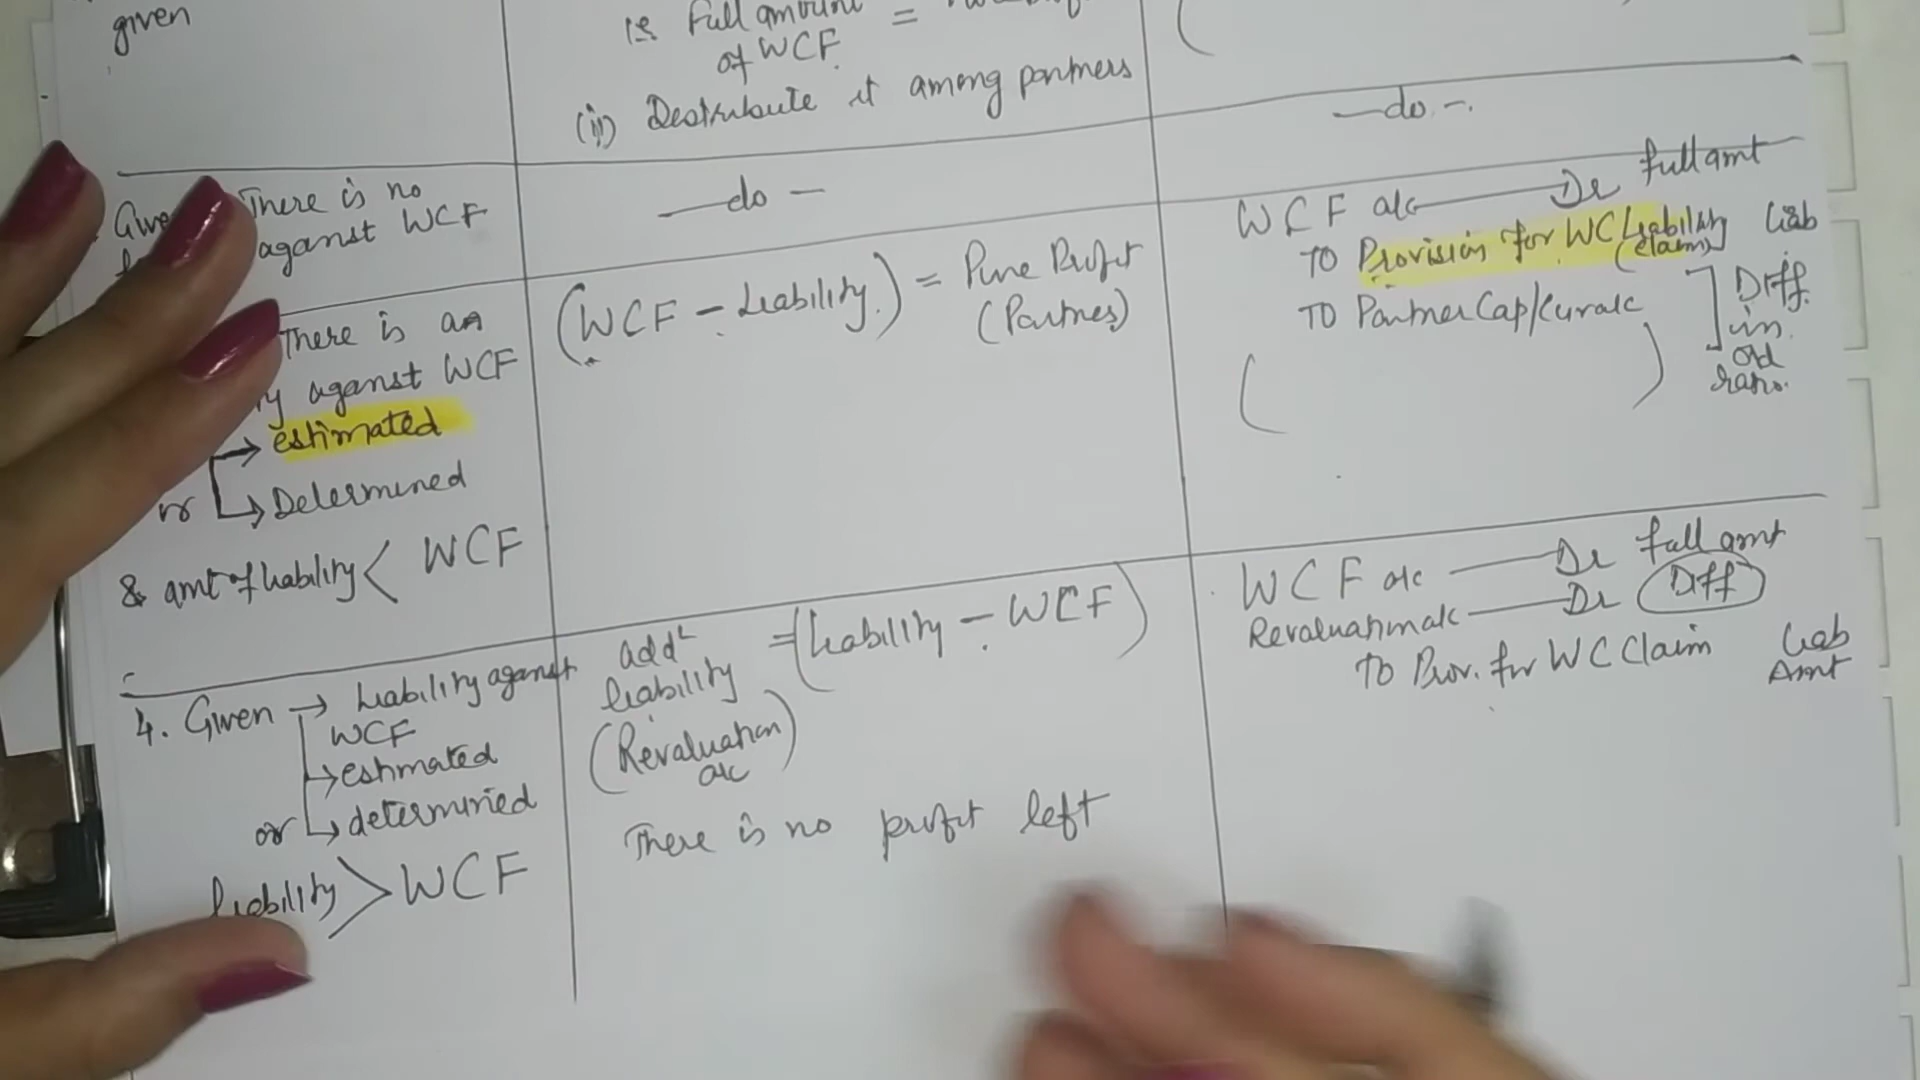 given
is Full amount =
of WCF
(ii) Destribute it among partners
—do—.
There is no
against WCF
—do—
WCF a/c —— Dr full amt
To Provision for WC Liability Liab
(claim)
To Partner Cap/Cur a/c
Diff.
in
old
ratio.
There is an
against WCF
estimated
or Determined
& amt of liability < WCF
(WCF – Liability) = Pure Profit
(Partners)
4. Given → Liability against
WCF
→ estimated
or → determined
liability > WCF
addl = (Liability – WCF)
liability
(Revaluation
a/c)
There is no profit left
WCF a/c —— Dr full amt
Revaluation a/c —— Dr Diff
To Prov. for WC Claim Liab
Amt